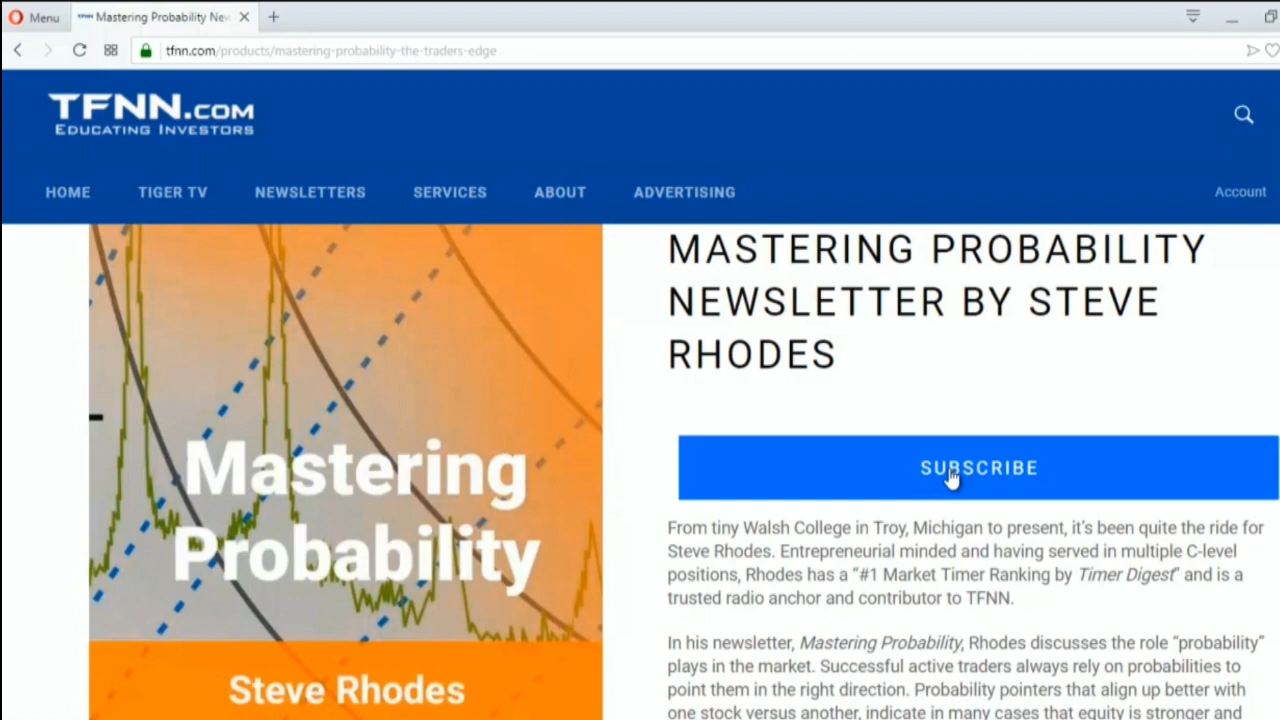 Menu
Mastering Probability New
tfnn.com/products/mastering-probability-the-traders-edge
TFNN.COM
EDUCATING INVESTORS
HOME TIGER TV NEWSLETTERS SERVICES ABOUT ADVERTISING Account
Mastering
Probability
Steve Rhodes
MASTERING PROBABILITY
NEWSLETTER BY STEVE
RHODES
SUBSCRIBE
From tiny Walsh College in Troy, Michigan to present, it's been quite the ride for
Steve Rhodes. Entrepreneurial minded and having served in multiple C-level
positions, Rhodes has a “#1 Market Timer Ranking by Timer Digest” and is a
trusted radio anchor and contributor to TFNN.
In his newsletter, Mastering Probability, Rhodes discusses the role “probability”
plays in the market. Successful active traders always rely on probabilities to
point them in the right direction. Probability pointers that align up better with
one stock versus another, indicate in many cases that equity is stronger and